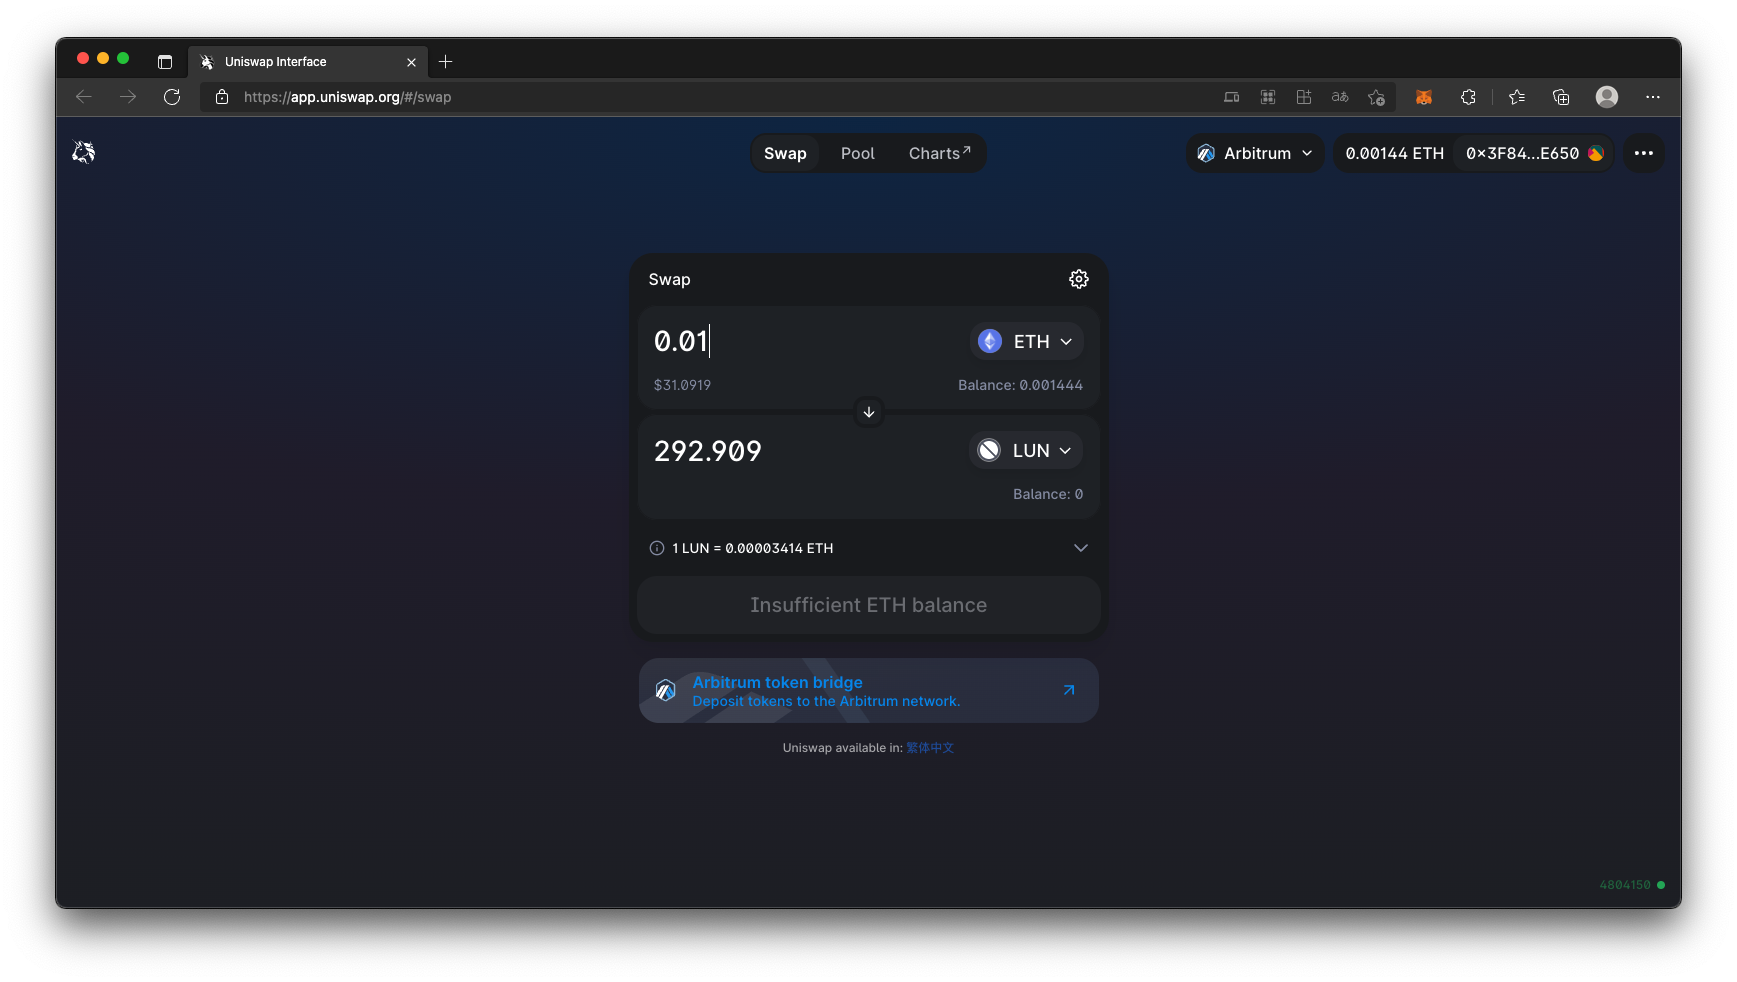 Uniswap Interface
https://app.uniswap.org/#/swap
Swap
Pool
Charts↗
Arbitrum
0.00144 ETH
0x3F84...E650
Swap
0.01
ETH
$31.0919
Balance: 0.001444
292.909
LUN
Balance: 0
1 LUN = 0.00003414 ETH
Insufficient ETH balance
Arbitrum token bridge
Deposit tokens to the Arbitrum network.
Uniswap available in: 繁体中文
4804150